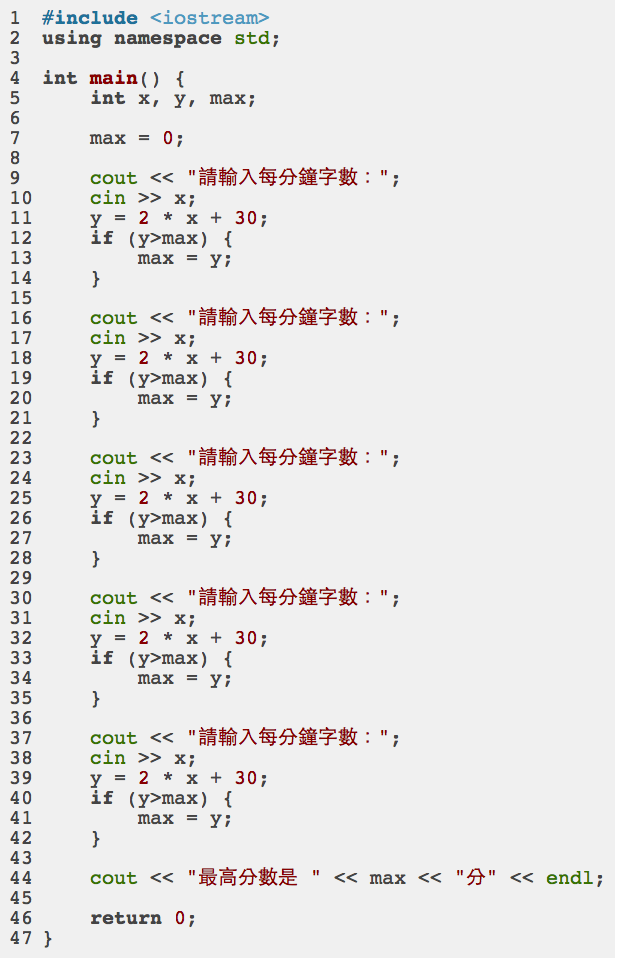 1 #include <iostream>
2 using namespace std;
3
4 int main() {
5     int x, y, max;
6
7     max = 0;
8
9     cout << "請輸入每分鐘字數：";
10     cin >> x;
11     y = 2 * x + 30;
12     if (y>max) {
13         max = y;
14     }
15
16     cout << "請輸入每分鐘字數：";
17     cin >> x;
18     y = 2 * x + 30;
19     if (y>max) {
20         max = y;
21     }
22
23     cout << "請輸入每分鐘字數：";
24     cin >> x;
25     y = 2 * x + 30;
26     if (y>max) {
27         max = y;
28     }
29
30     cout << "請輸入每分鐘字數：";
31     cin >> x;
32     y = 2 * x + 30;
33     if (y>max) {
34         max = y;
35     }
36
37     cout << "請輸入每分鐘字數：";
38     cin >> x;
39     y = 2 * x + 30;
40     if (y>max) {
41         max = y;
42     }
43
44     cout << "最高分數是 " << max << "分" << endl;
45
46     return 0;
47 }